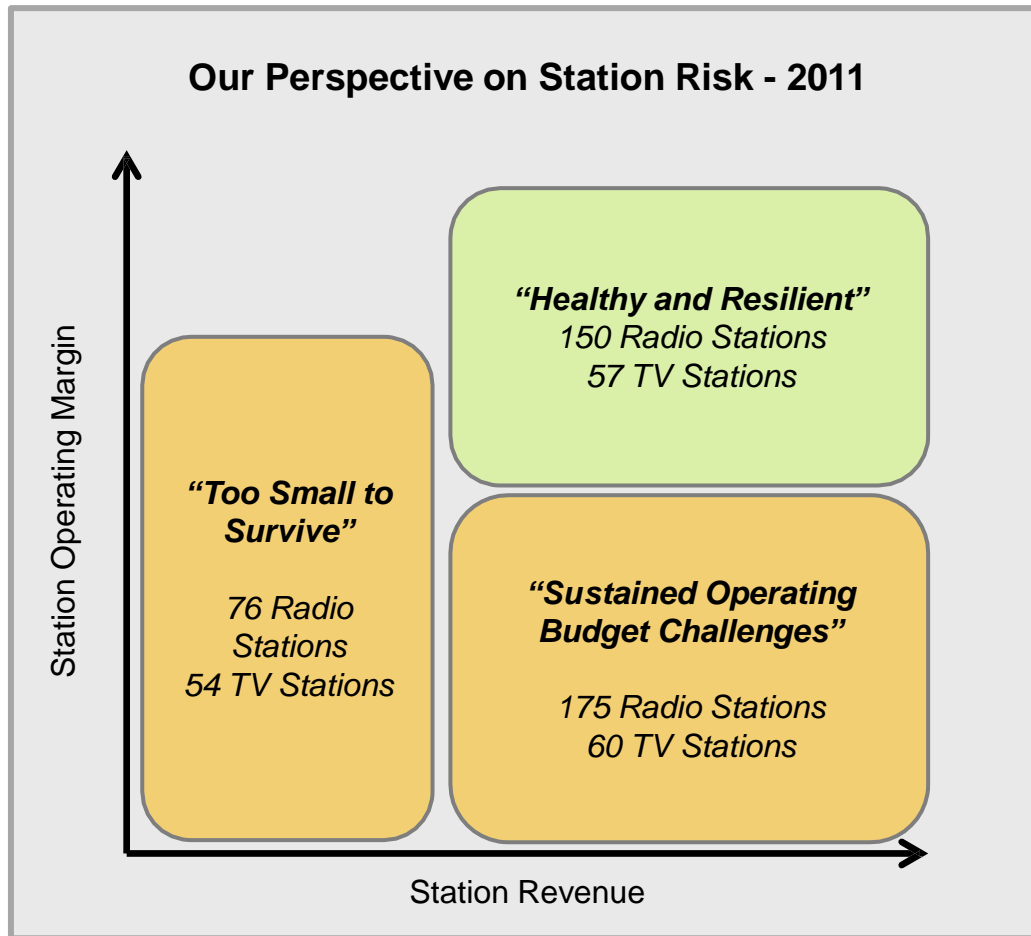 Our Perspective on Station Risk - 2011
Station Operating Margin
“Healthy and Resilient”
150 Radio Stations
57 TV Stations
“Too Small to
Survive”
76 Radio
Stations
54 TV Stations
“Sustained Operating
Budget Challenges”
175 Radio Stations
60 TV Stations
Station Revenue